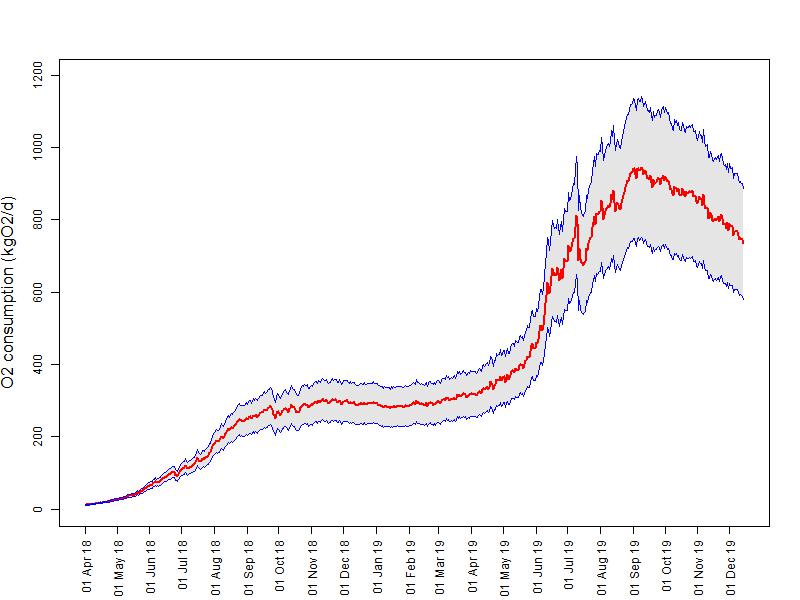 O2 consumption (kgO2/d)
1200
1000
800
600
400
200
0
01 Apr 18
01 May 18
01 Jun 18
01 Jul 18
01 Aug 18
01 Sep 18
01 Oct 18
01 Nov 18
01 Dec 18
01 Jan 19
01 Feb 19
01 Mar 19
01 Apr 19
01 May 19
01 Jun 19
01 Jul 19
01 Aug 19
01 Sep 19
01 Oct 19
01 Nov 19
01 Dec 19